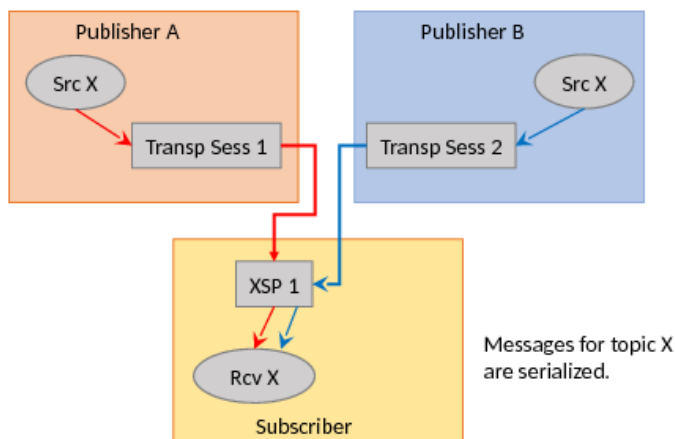 Publisher A
Publisher B
Src X
Src X
Transp Sess 1
Transp Sess 2
XSP 1
Messages for topic X
are serialized.
Rcv X
Subscriber